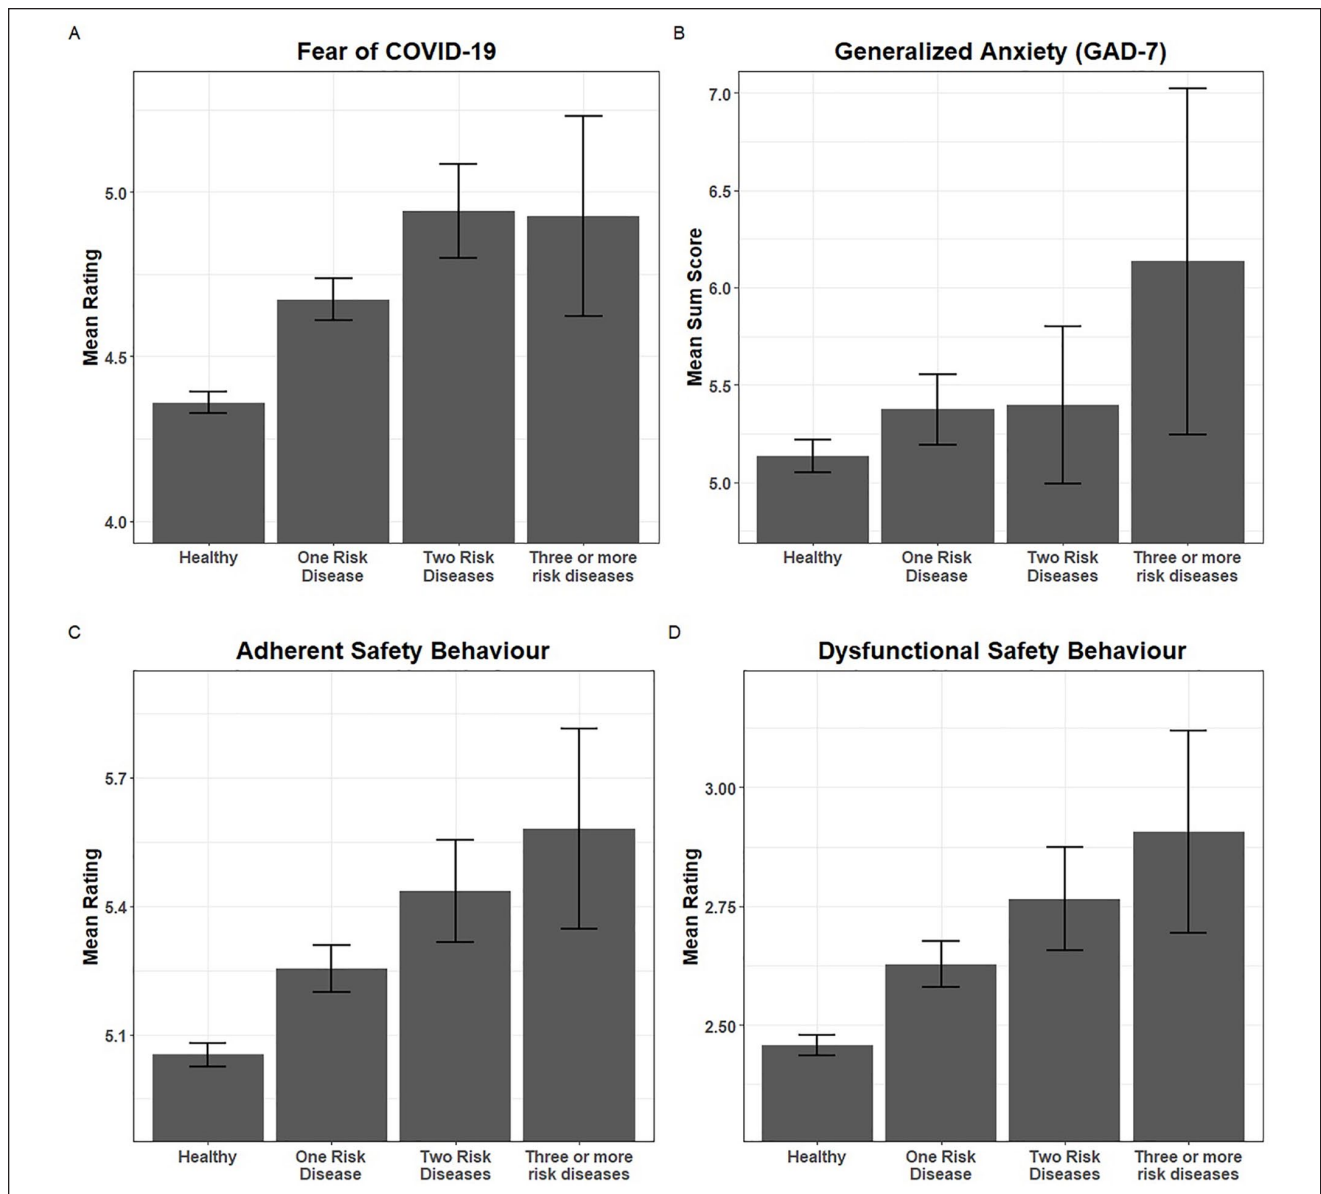 A
Fear of COVID-19
Mean Rating
5.0
4.5
4.0
Healthy
One Risk
Disease
Two Risk
Diseases
Three or more
risk diseases
B
Generalized Anxiety (GAD-7)
Mean Sum Score
7.0
6.5
6.0
5.5
5.0
Healthy
One Risk
Disease
Two Risk
Diseases
Three or more
risk diseases
C
Adherent Safety Behaviour
Mean Rating
5.7
5.4
5.1
Healthy
One Risk
Disease
Two Risk
Diseases
Three or more
risk diseases
D
Dysfunctional Safety Behaviour
Mean Rating
3.00
2.75
2.50
Healthy
One Risk
Disease
Two Risk
Diseases
Three or more
risk diseases